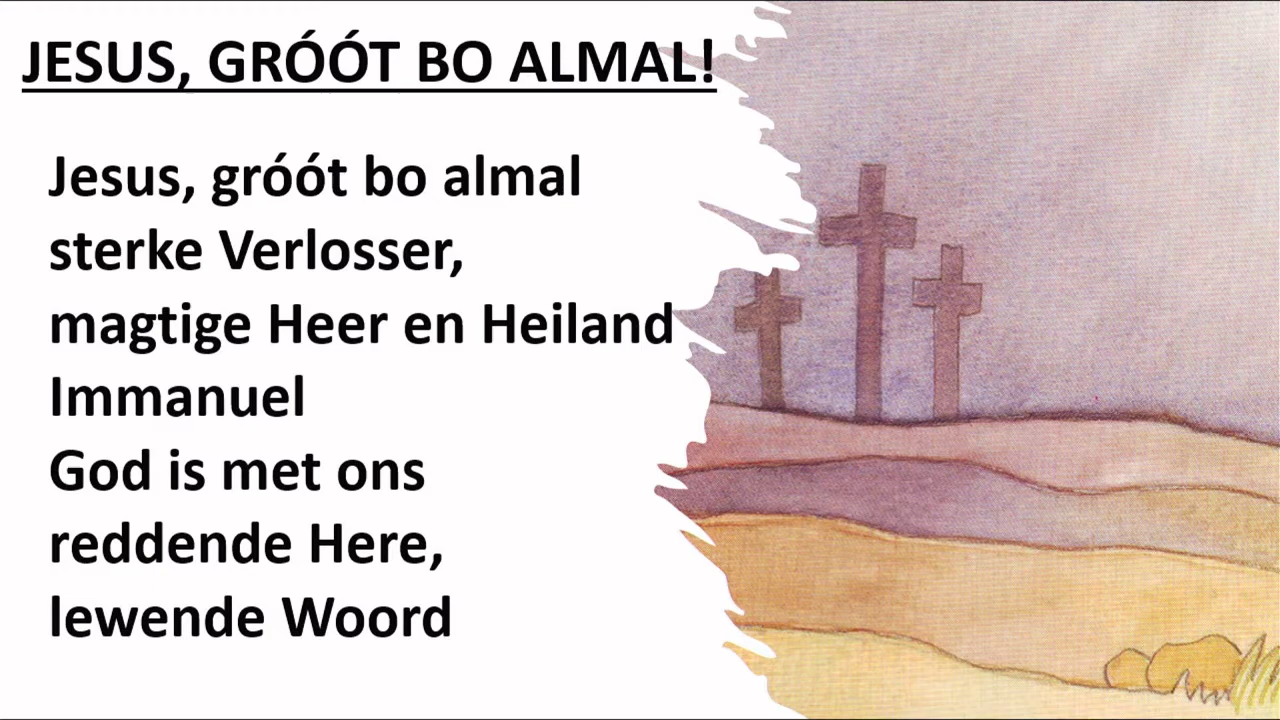 JESUS, GRÓÓT BO ALMAL!
Jesus, gróót bo almal
sterke Verlosser,
magtige Heer en Heiland
Immanuel
God is met ons
reddende Here,
lewende Woord